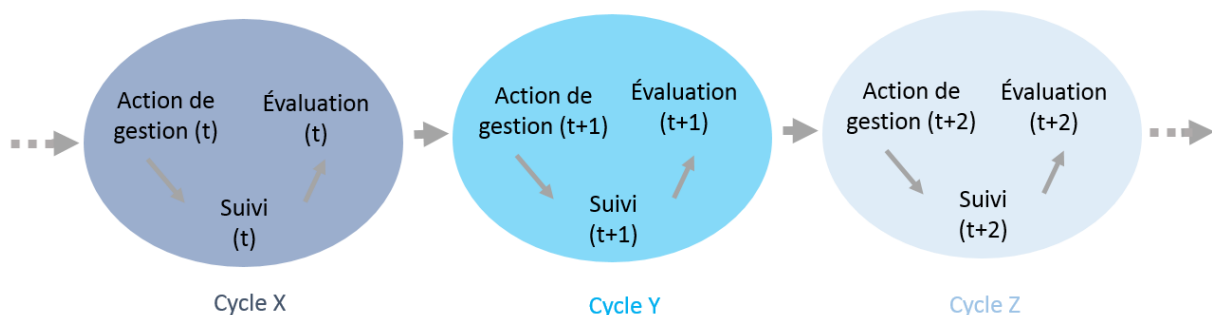 Action de
gestion (t)
Évaluation
(t)
Suivi
(t)
Action de
gestion (t+1)
Évaluation
(t+1)
Suivi
(t+1)
Action de
gestion (t+2)
Évaluation
(t+2)
Suivi
(t+2)
Cycle X
Cycle Y
Cycle Z